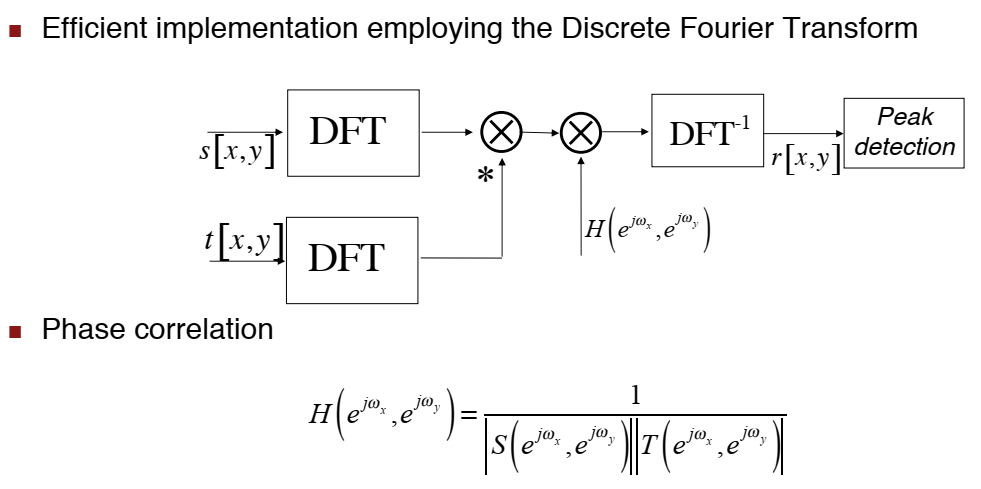 Efficient implementation employing the Discrete Fourier Transform
s[x,y]
DFT
⊗
⊗
DFT⁻¹
r[x,y]
Peak
detection
*
t[x,y]
DFT
H(e^{jω_x},e^{jω_y})
Phase correlation
H(e^{jω_x},e^{jω_y})=1/|S(e^{jω_x},e^{jω_y})||T(e^{jω_x},e^{jω_y})|